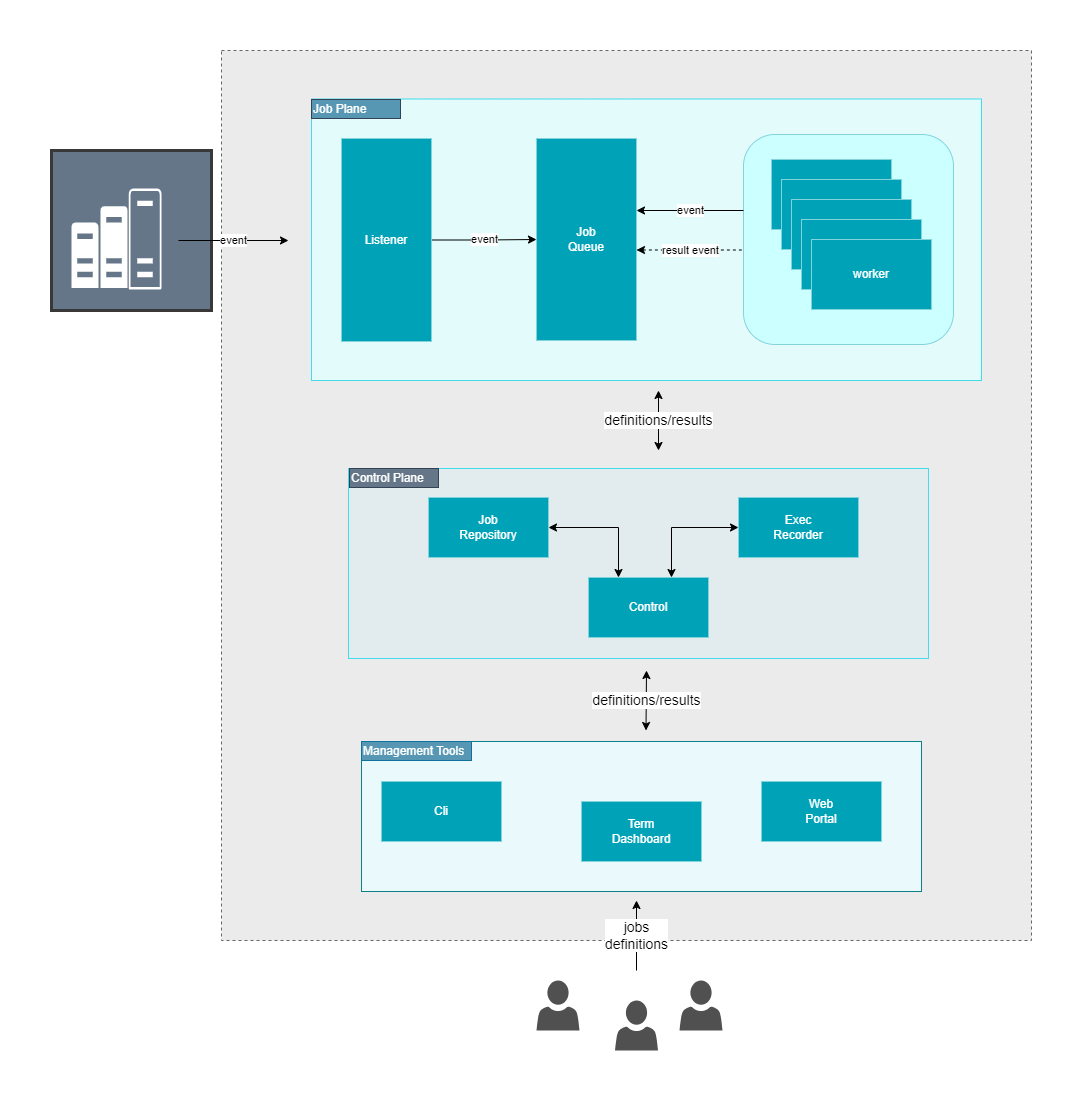 Job Plane
Listener
Job
Queue
worker
event
event
event
result event
definitions/results
Control Plane
Job
Repository
Exec
Recorder
Control
definitions/results
Management Tools
Cli
Term
Dashboard
Web
Portal
jobs
definitions